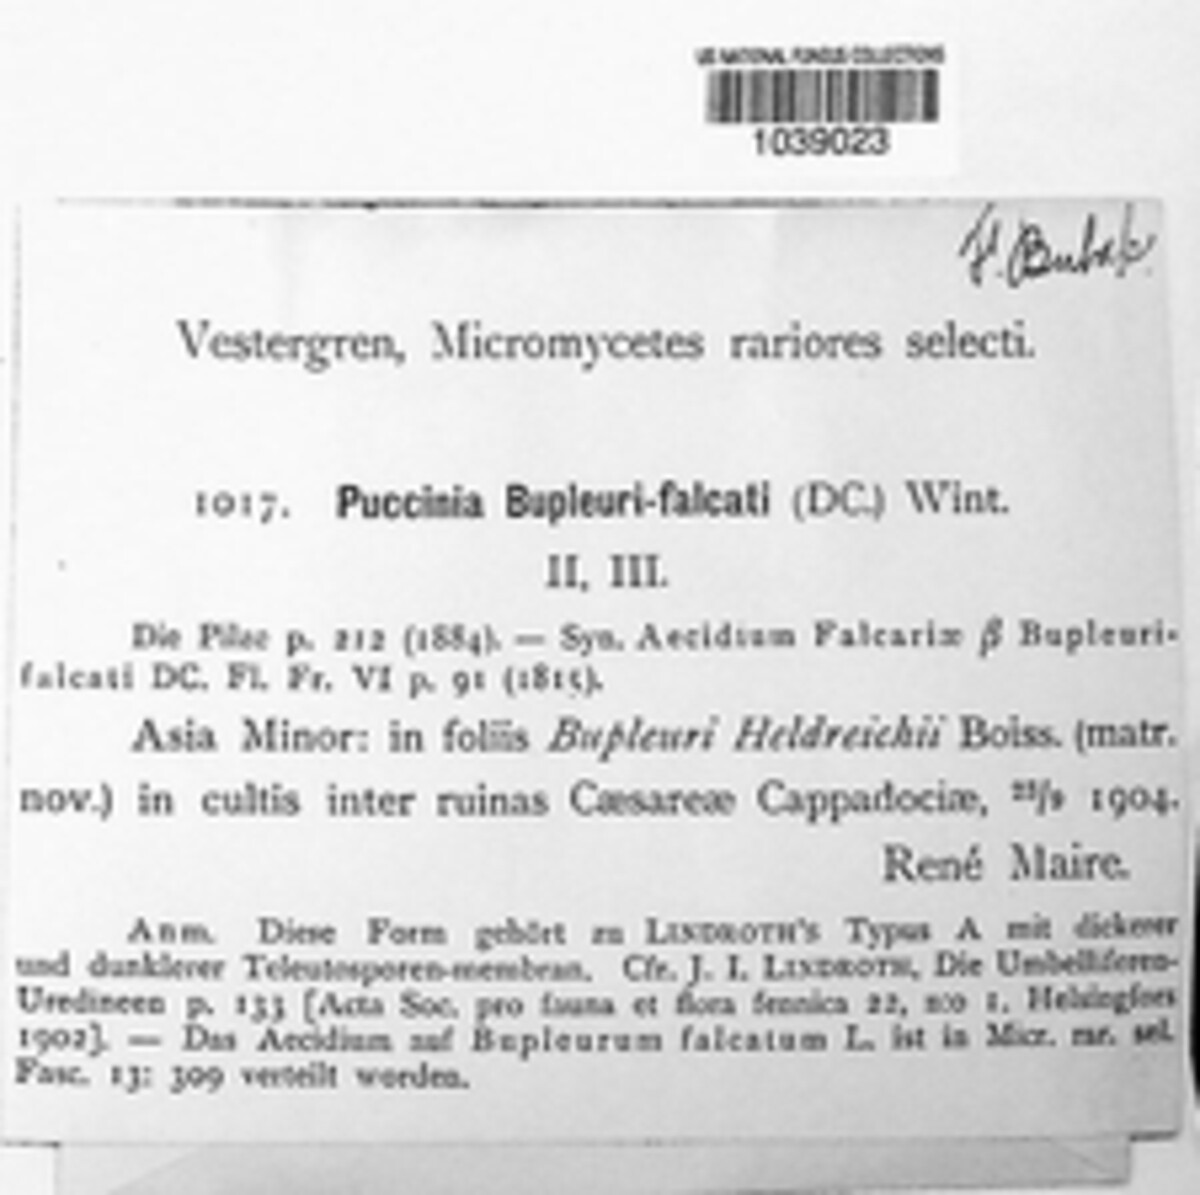 US NATIONAL FUNGUS COLLECTIONS
1039023
Bubák.
Vestergren, Micromycetes rariores selecti.
1017. Puccinia Bupleuri-falcati (DC.) Wint.
II, III.
Die Pilze p. 212 (1884). — Syn. Aecidium Falcariæ β Bupleuri-
falcati DC. Fl. Fr. VI p. 91 (1815).
Asia Minor: in foliis Bupleuri Heldreichii Boiss. (matr.
nov.) in cultis inter ruinas Cæsareæ Cappadociæ, /9 1904.
René Maire.
Anm. Diese Form gehört zu LINDROTH'S Typus A mit dickerer
und dunklerer Teleutosporen-membran. Cfr. J. I. LINDROTH, Die Umbelliferen-
Uredineen p. 133 [Acta Soc. pro fauna et flora fennica 22, n:o 1. Helsingfors
1902]. — Das Aecidium auf Bupleurum falcatum L. ist in Micr. rar. sel.
Fasc. 13: 309 verteilt worden.